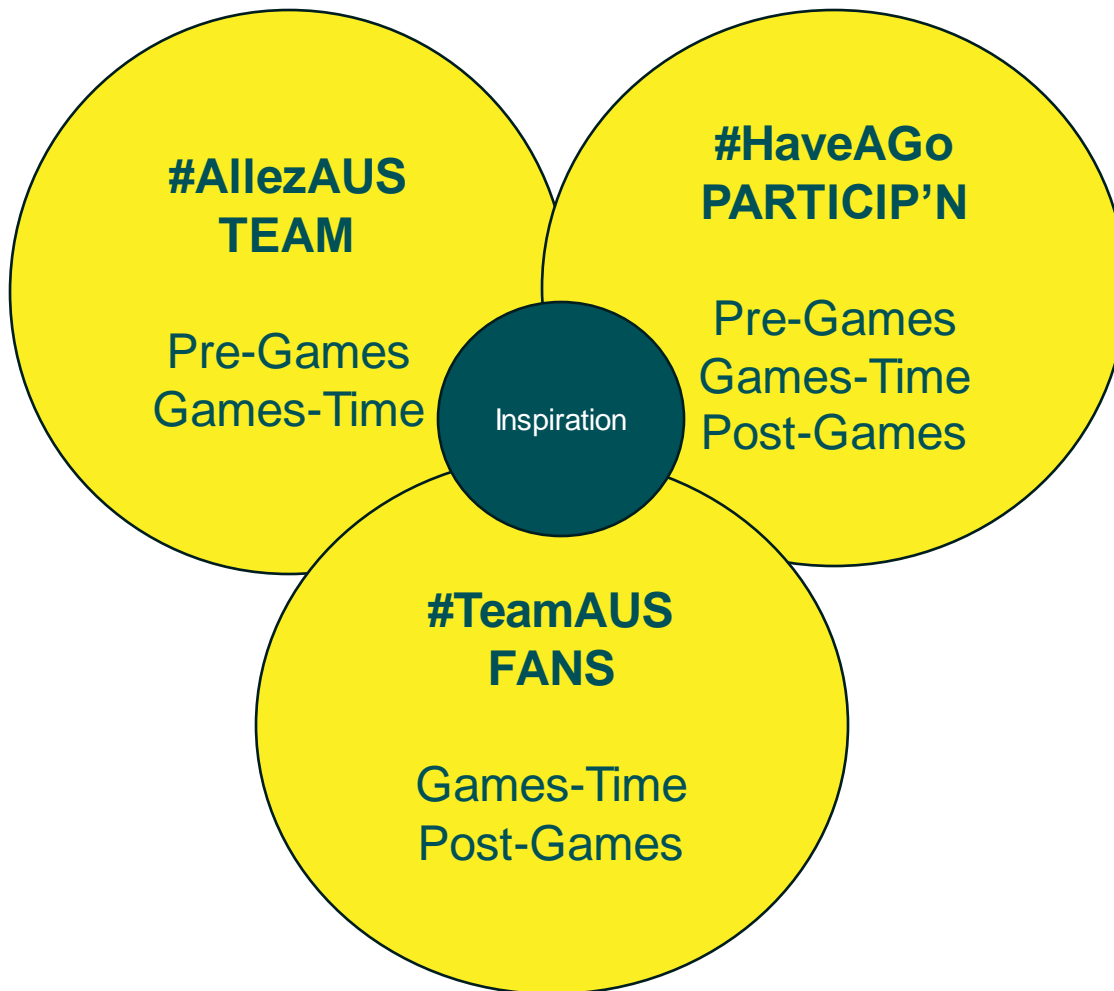 #AllezAUS
TEAM
Pre-Games
Games-Time
#HaveAGo
PARTICIP’N
Pre-Games
Games-Time
Post-Games
Inspiration
#TeamAUS
FANS
Games-Time
Post-Games